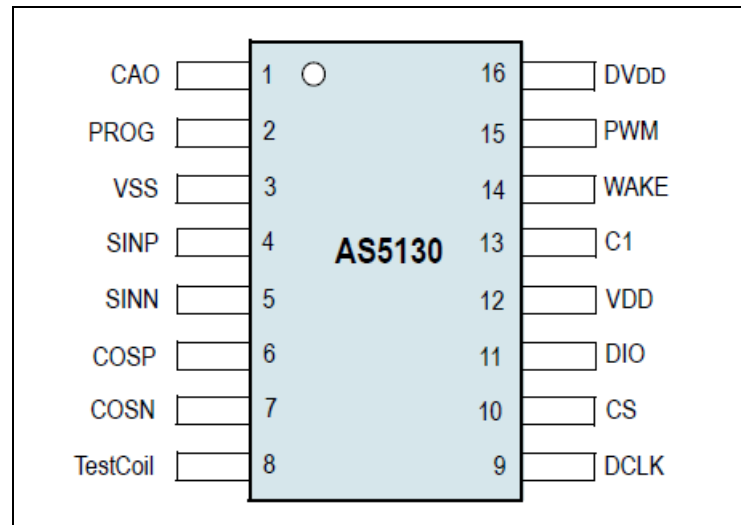 CAO 1 16 DVDD
PROG 2 15 PWM
VSS 3 14 WAKE
SINP 4 AS5130 13 C1
SINN 5 12 VDD
COSP 6 11 DIO
COSN 7 10 CS
TestCoil 8 9 DCLK